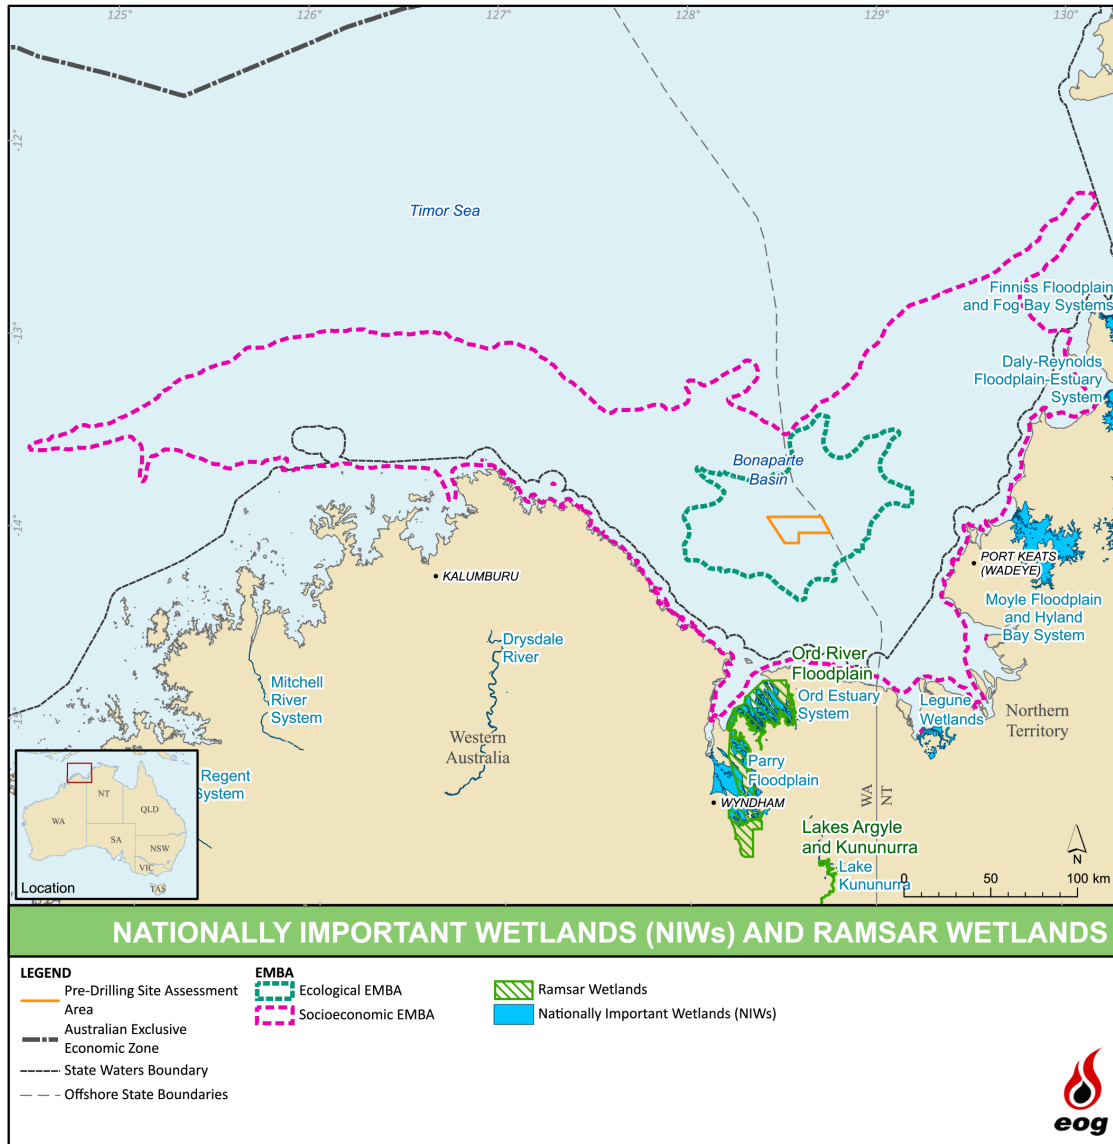 125°
126°
127°
128°
129°
130°
-12°
-13°
-14°
Timor Sea
Finniss Floodplain
and Fog Bay Systems
Daly-Reynolds
Floodplain-Estuary
System
Bonaparte
Basin
PORT KEATS
(WADEYE)
KALUMBURU
Moyle Floodplain
and Hyland
Bay System
Drysdale
River
Ord River
Floodplain
Mitchell
River
System
Ord Estuary
System
Legune
Wetlands
Northern
Territory
Western
Australia
Parry
Floodplain
Regent
System
WA
NT
WYNDHAM
Lakes Argyle
and Kununurra
Lake
Kununurra
N
0 50 100 km
WA
NT
QLD
SA
NSW
VIC
TAS
Location
NATIONALLY IMPORTANT WETLANDS (NIWs) AND RAMSAR WETLANDS
LEGEND
Pre-Drilling Site Assessment
Area
Australian Exclusive
Economic Zone
State Waters Boundary
Offshore State Boundaries
EMBA
Ecological EMBA
Socioeconomic EMBA
Ramsar Wetlands
Nationally Important Wetlands (NIWs)
eog